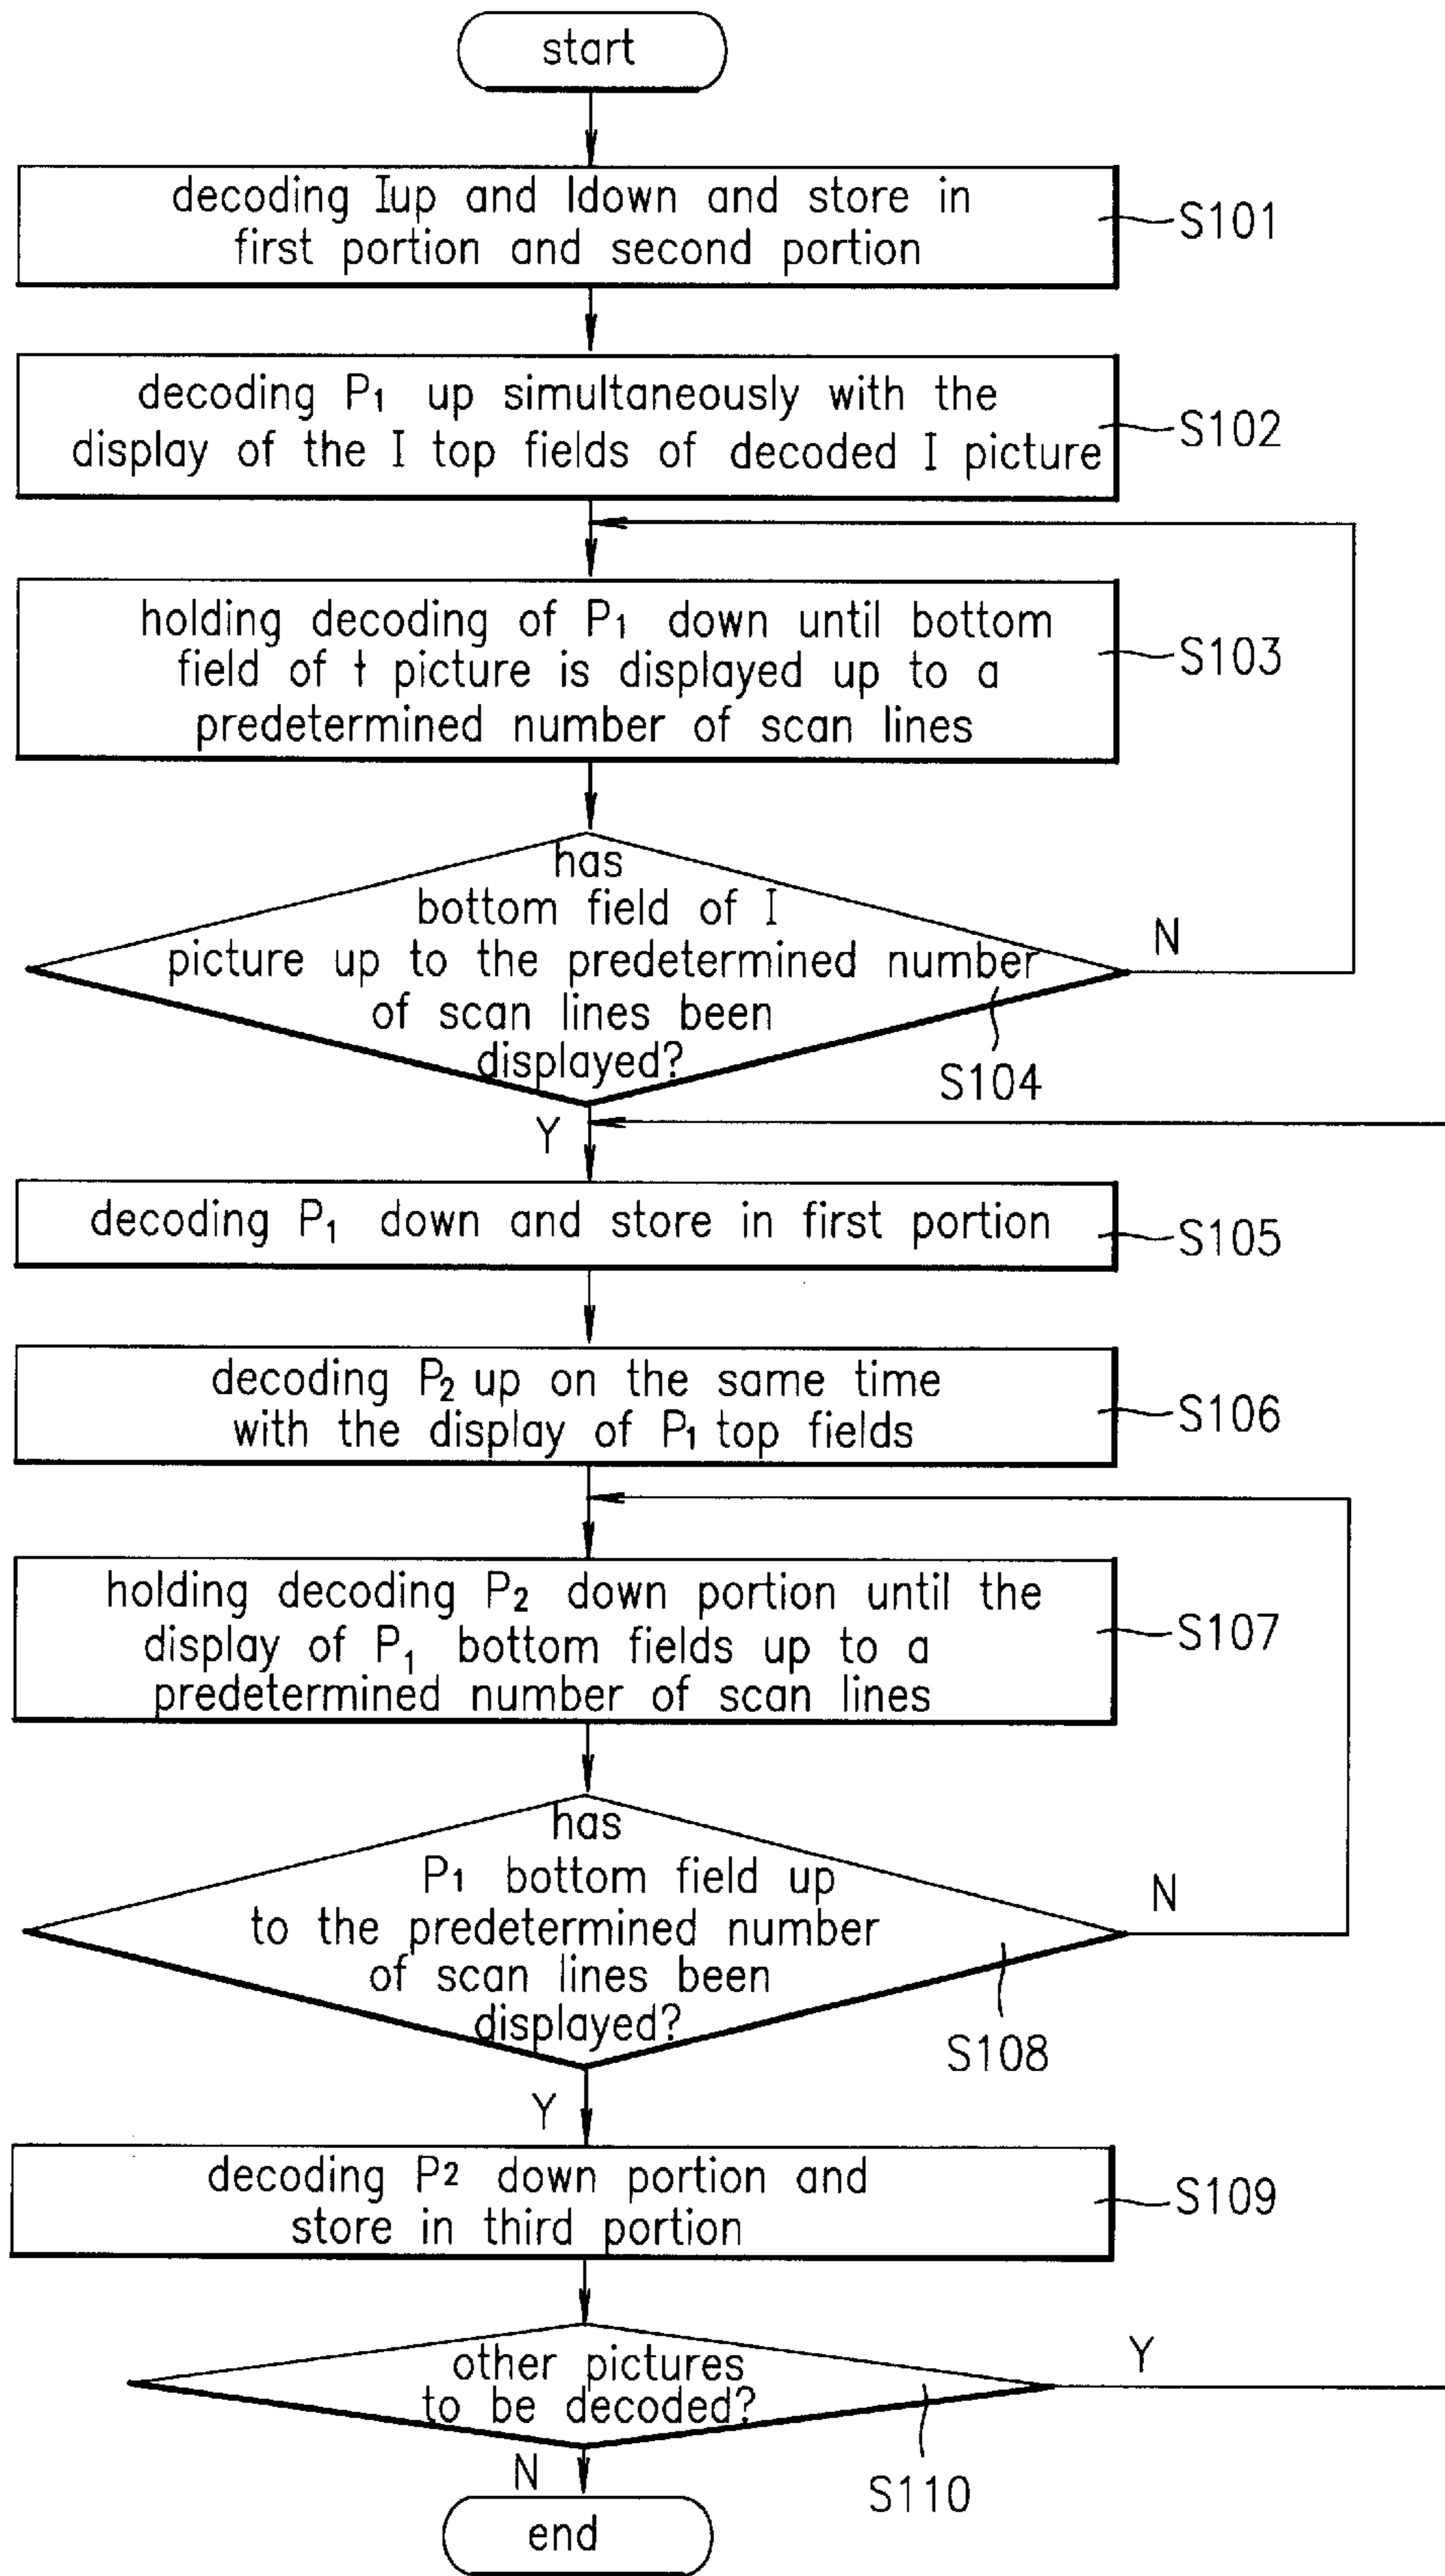 start
decoding Iup and Idown and store in
first portion and second portion
S101
decoding P₁ up simultaneously with the
display of the I top fields of decoded I picture
S102
holding decoding of P₁ down until bottom
field of ƚ picture is displayed up to a
predetermined number of scan lines
S103
has
bottom field of I
picture up to the predetermined number
of scan lines been
displayed?
N
S104
Y
decoding P₁ down and store in first portion
S105
decoding P₂ up on the same time
with the display of P₁ top fields
S106
holding decoding P₂ down portion until the
display of P₁ bottom fields up to a
predetermined number of scan lines
S107
has
P₁ bottom field up
to the predetermined number
of scan lines been
displayed?
N
S108
Y
decoding P₂ down portion and
store in third portion
S109
other pictures
to be decoded?
Y
N
S110
end